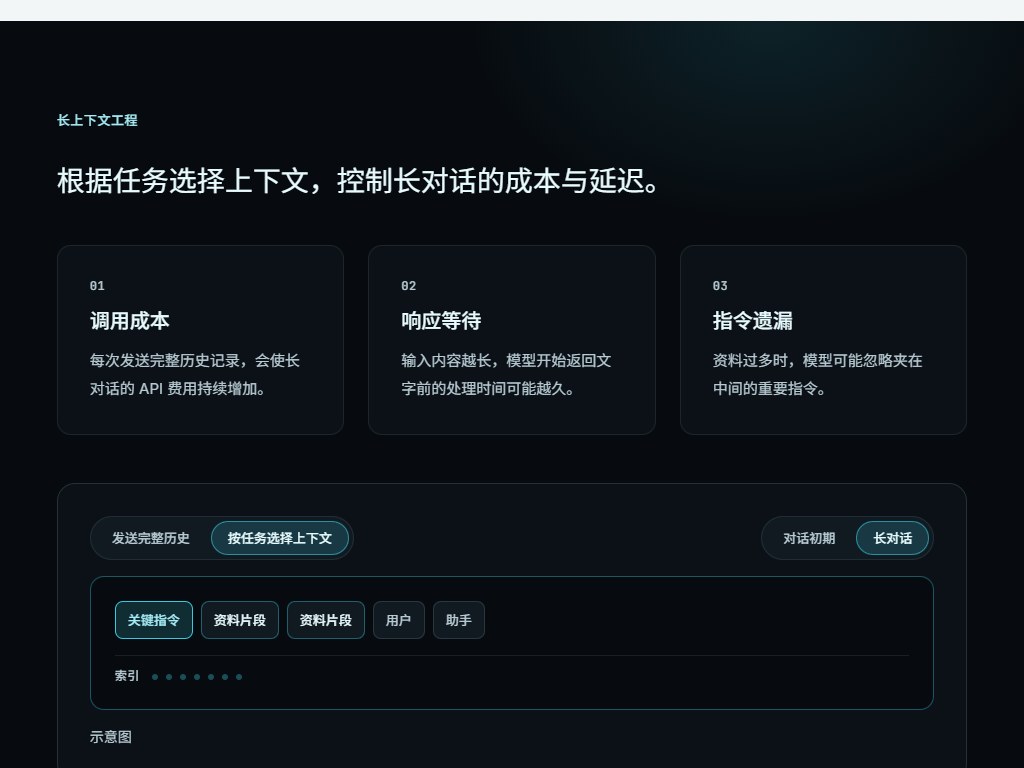 长上下文工程
根据任务选择上下文，控制长对话的成本与延迟。
01
调用成本
每次发送完整历史记录，会使长
对话的 API 费用持续增加。
02
响应等待
输入内容越长，模型开始返回文
字前的处理时间可能越久。
03
指令遗漏
资料过多时，模型可能忽略夹在
中间的重要指令。
发送完整历史 按任务选择上下文 对话初期 长对话
关键指令 资料片段 资料片段 用户 助手
索引
示意图